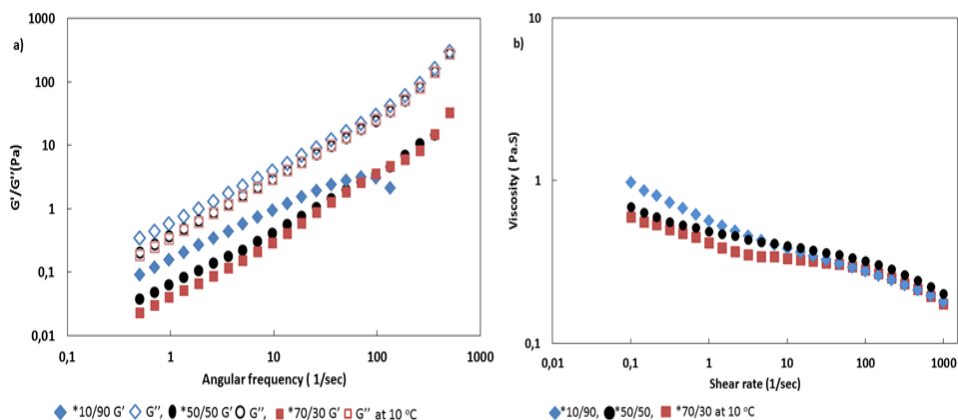 a)
1000
100
10
1
0,1
0,01
G'/G''(Pa)
0,1 1 10 100 1000
Angular frequency ( 1/sec)
*10/90 G' G'', *50/50 G' G'', *70/30 G' G'' at 10 °C
b)
10
1
0,1
Viscosity ( Pa.S)
0,01 0,1 1 10 100 1000
Shear rate (1/sec)
*10/90, *50/50, *70/30 at 10 °C